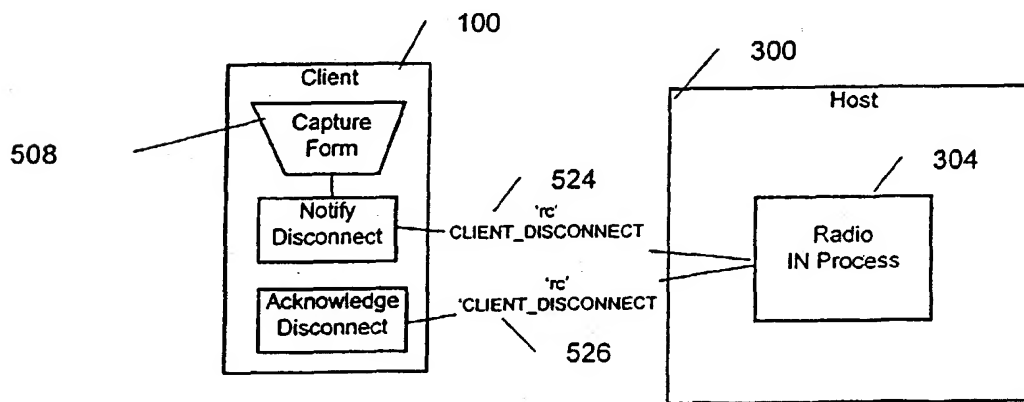 100
300
Client
Host
Capture
Form
508
304
524
Notify
Disconnect
'rc'
CLIENT_DISCONNECT
Radio
IN Process
'rc'
'CLIENT_DISCONNECT
Acknowledge
Disconnect
526